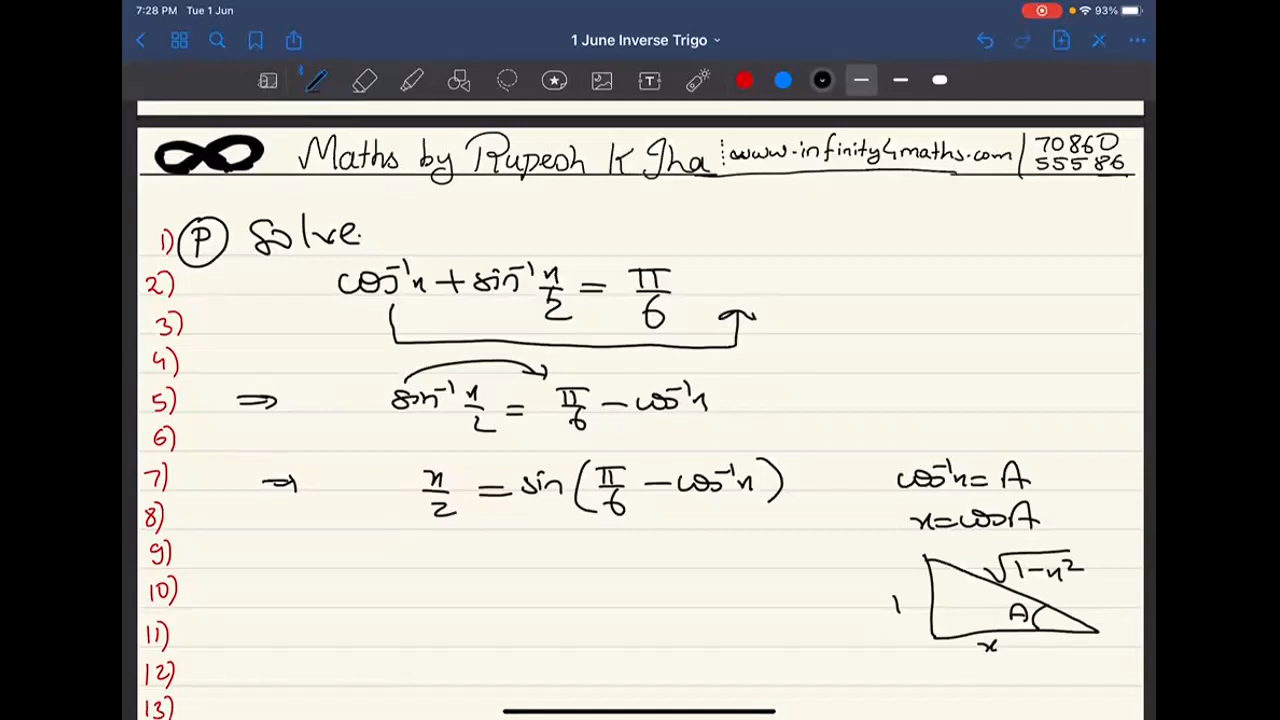 7:28 PM Tue 1 Jun
93%
1 June Inverse Trigo
Maths by Rupesh K Jha
www.infinity4maths.com
70860
55586
1) P Solve.
2) cos⁻¹x + sin⁻¹ x/2 = π/6
3)
4)
5) ⇒ sin⁻¹ x/2 = π/6 − cos⁻¹x
6)
7) ⇒ x/2 = sin(π/6 − cos⁻¹x)
cos⁻¹x = A
8)
x = cosA
9)
√1−x²
10)
1
A
11)
x
12)
13)